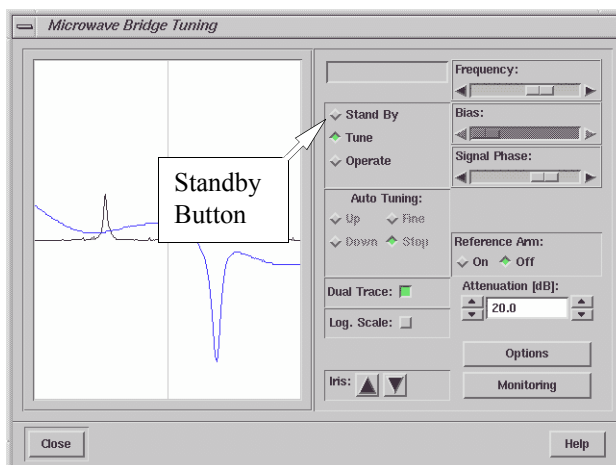 Microwave Bridge Tuning
Stand By
Tune
Operate
Standby
Button
Auto Tuning:
Up Fine
Down Stop
Dual Trace:
Log. Scale:
Iris:
Frequency:
Bias:
Signal Phase:
Reference Arm:
On Off
Attenuation [dB]:
20.0
Options
Monitoring
Close
Help